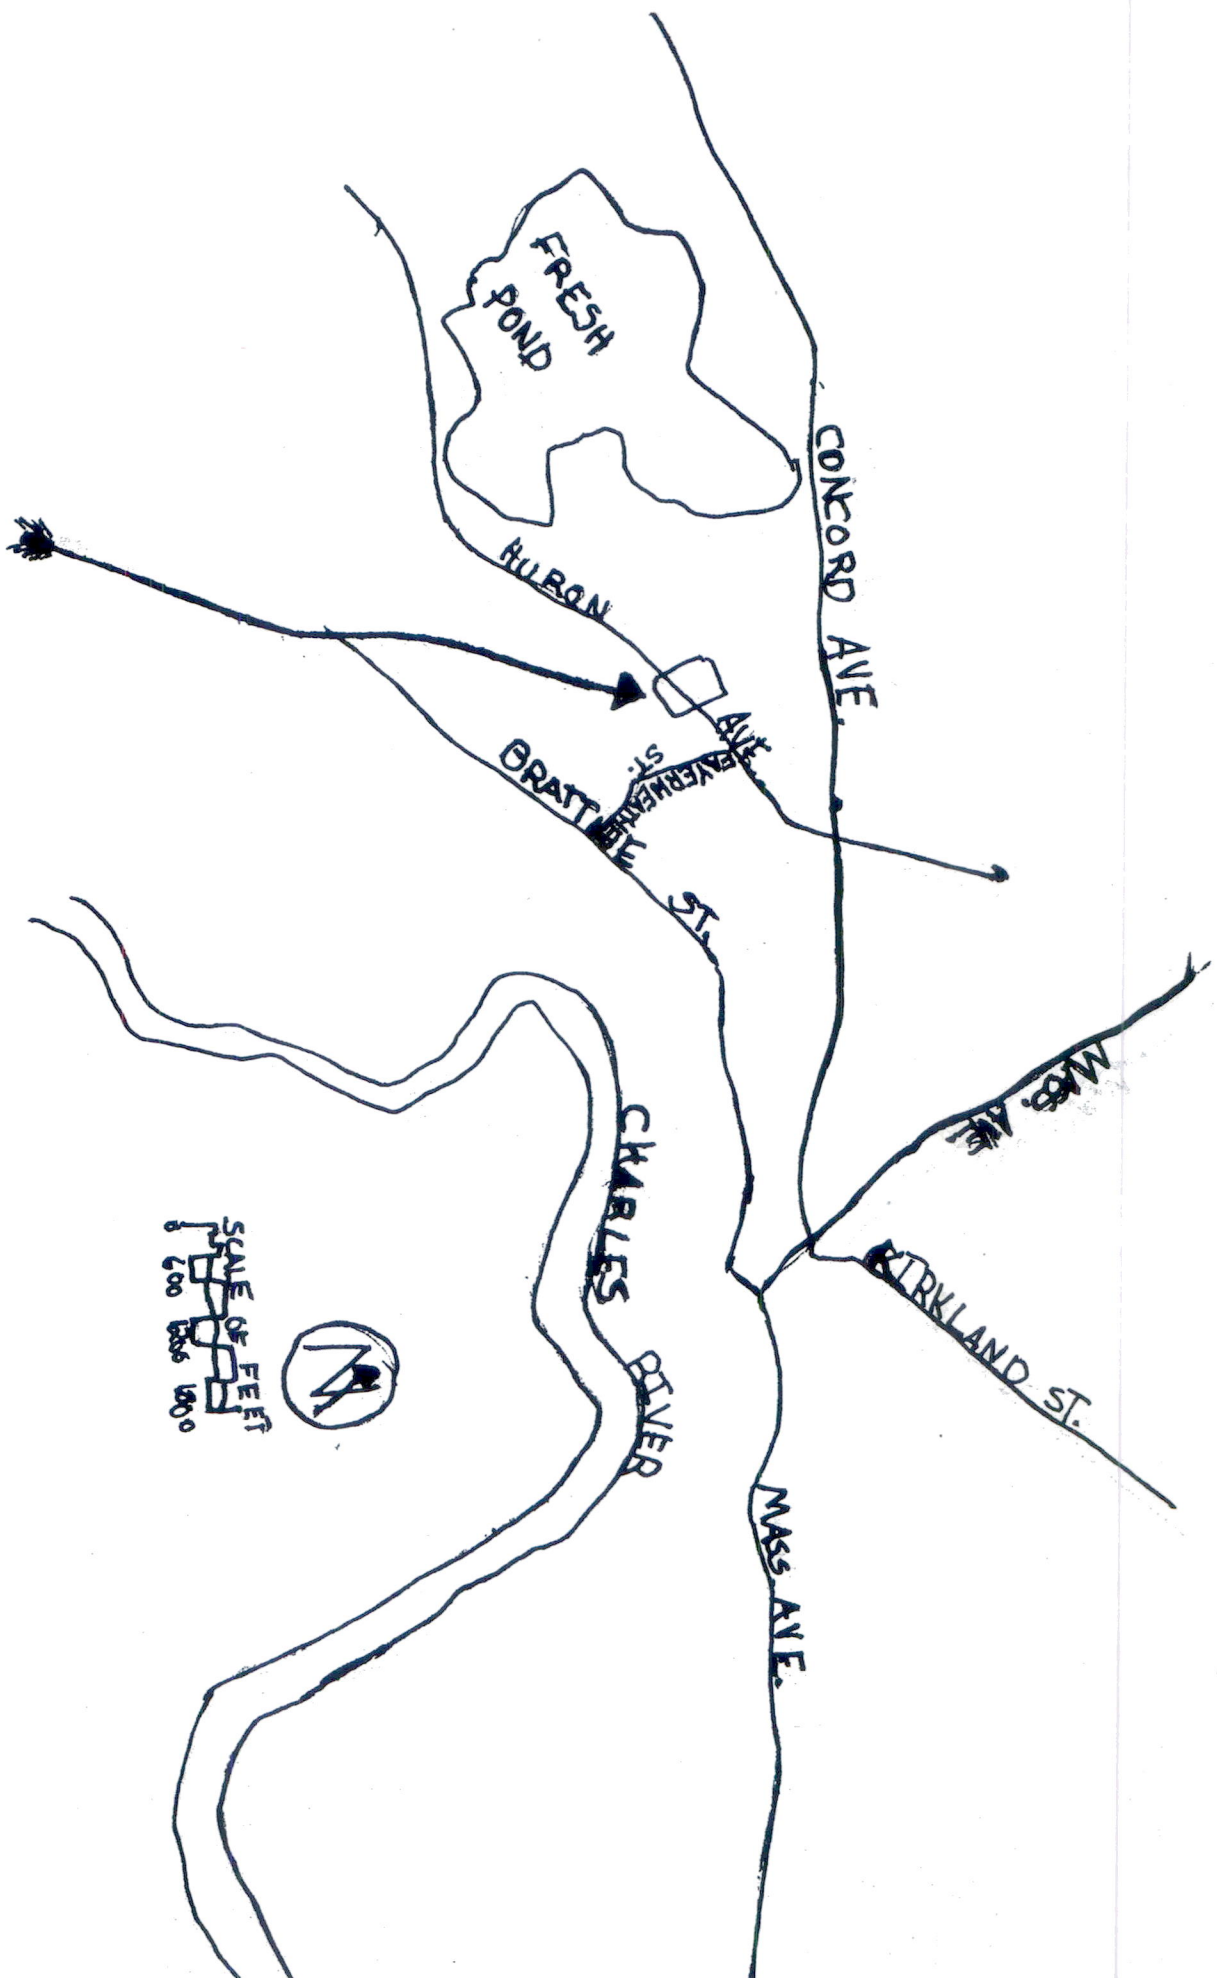 FRESH
POND
CONCORD AVE.
HURON
AVE.
FAYERWEATHER
ST.
BRATTLE
ST.
MASS. AVE.
KIRKLAND ST.
CHARLES
RIVER
MASS AVE.
N
SCALE OF FEET
0 600 1200 1800